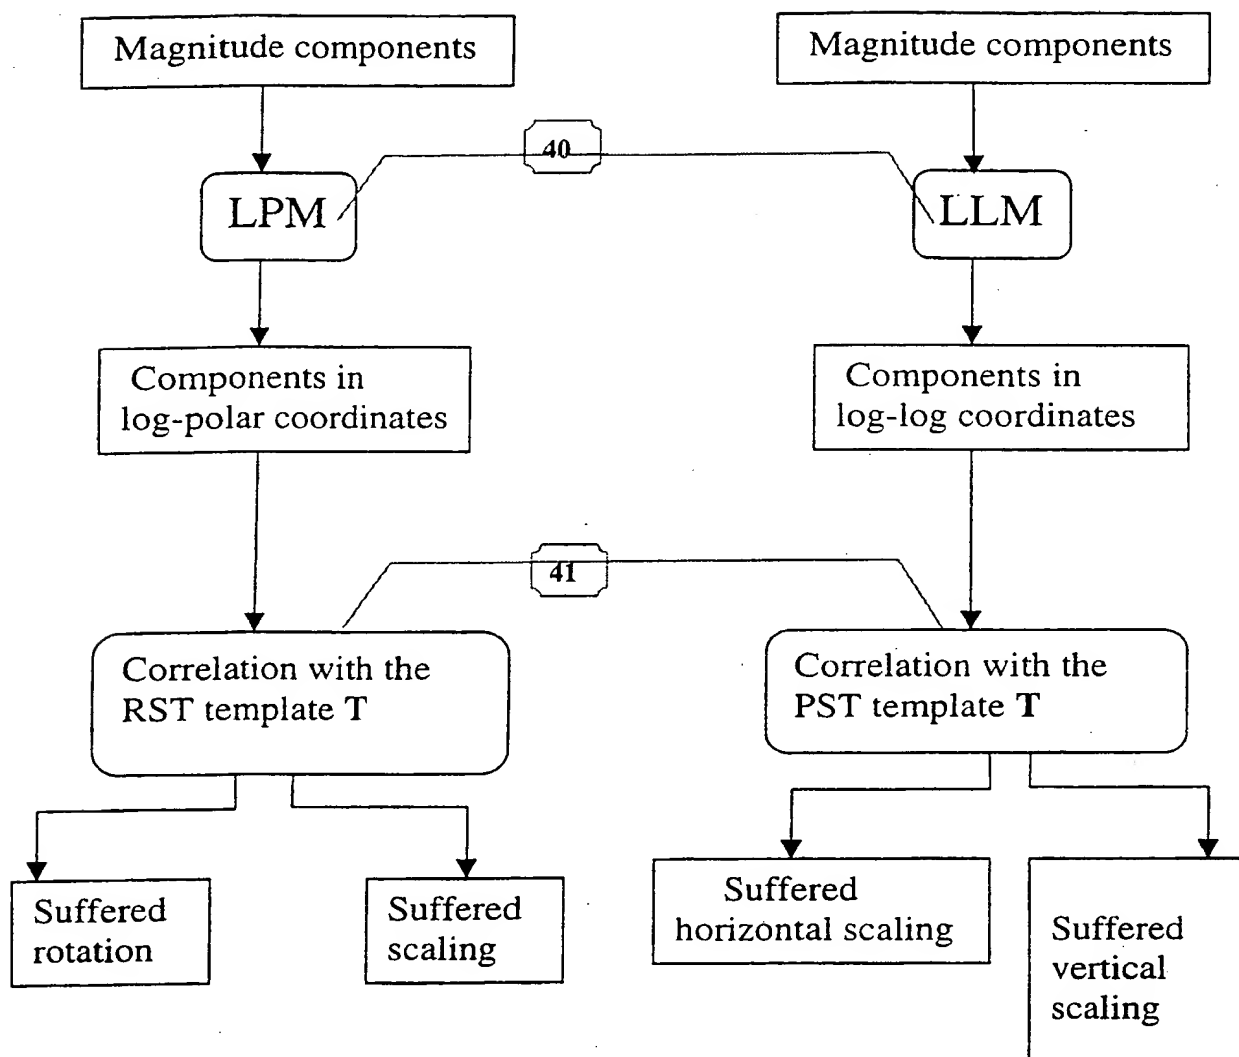 Magnitude components
Magnitude components
40
LPM
LLM
Components in
log-polar coordinates
Components in
log-log coordinates
41
Correlation with the
RST template T
Correlation with the
PST template T
Suffered
rotation
Suffered
scaling
Suffered
horizontal scaling
Suffered
vertical
scaling